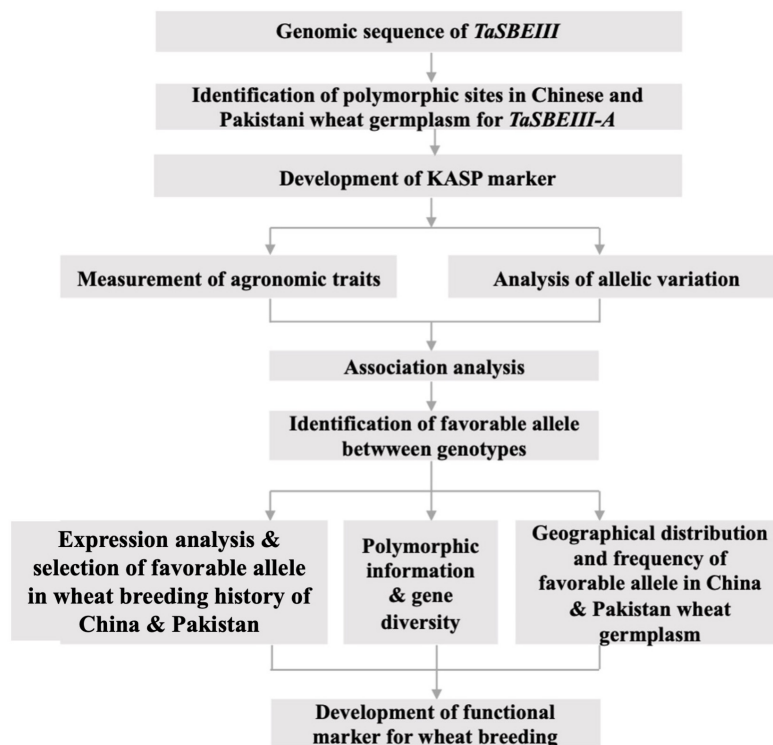 Genomic sequence of TaSBEIII
Identification of polymorphic sites in Chinese and
Pakistani wheat germplasm for TaSBEIII-A
Development of KASP marker
Measurement of agronomic traits
Analysis of allelic variation
Association analysis
Identification of favorable allele
betwween genotypes
Expression analysis &
selection of favorable allele
in wheat breeding history of
China & Pakistan
Polymorphic
information
& gene
diversity
Geographical distribution
and frequency of
favorable allele in China
& Pakistan wheat
germplasm
Development of functional
marker for wheat breeding